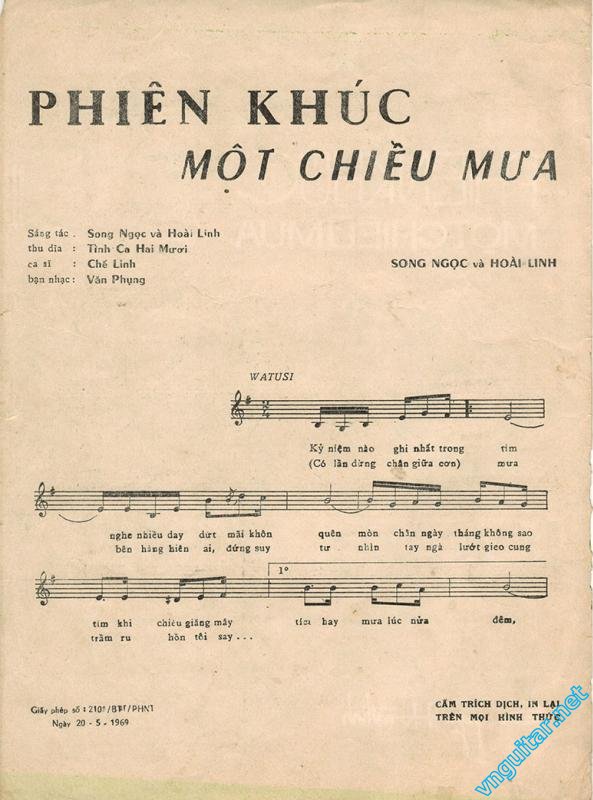 PHIÊN KHÚC
MỘT CHIỀU MƯA
Sáng tác . Song Ngọc và Hoài Linh
thu dĩa : Tình Ca Hai Mươi
ca sĩ : Chế Linh
bạn nhạc : Văn Phụng
SONG NGỌC và HOÀI LINH
WATUSI
Kỷ niệm nào ghi nhất trong tim
(Có lần dừng chân giữa cơn) mưa
nghe nhiều day dứt mãi khôn quên mòn chân ngày tháng không sao
bên hàng hiên ai, đứng suy tư nhìn tay ngà lướt gieo cung
tìm khi chiều giăng mây tím hay mưa lúc nửa đêm,
trầm ru hồn tôi say ...
1°
Giấy phép số : /BTT/PHNT
Ngày 20 - 5 - 1969
CẤM TRÍCH DỊCH, IN LẠI
TRÊN MỌI HÌNH THỨC
vnguitar.net